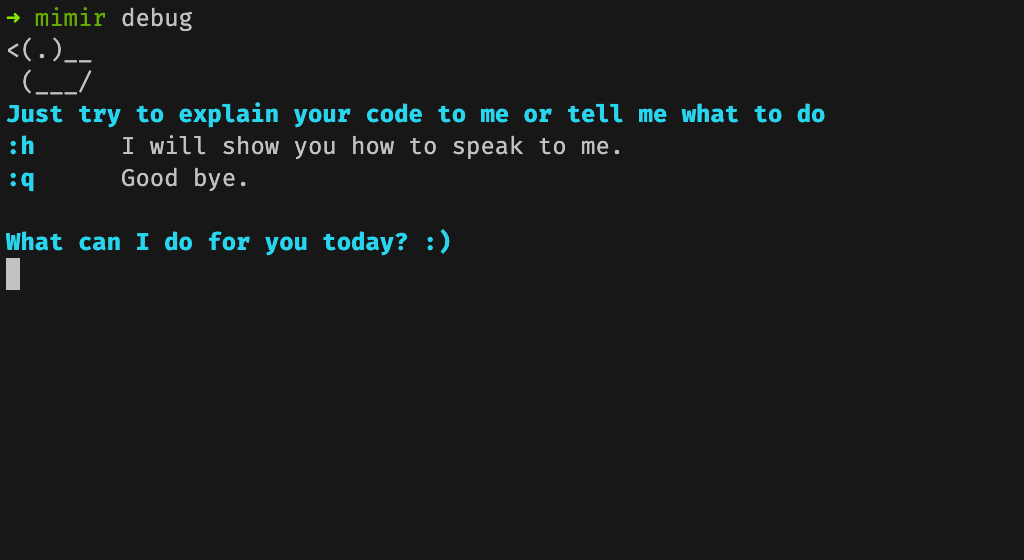 ➜ mimir debug
<(.)__
 (___/
Just try to explain your code to me or tell me what to do
:h      I will show you how to speak to me.
:q      Good bye.
What can I do for you today? :)